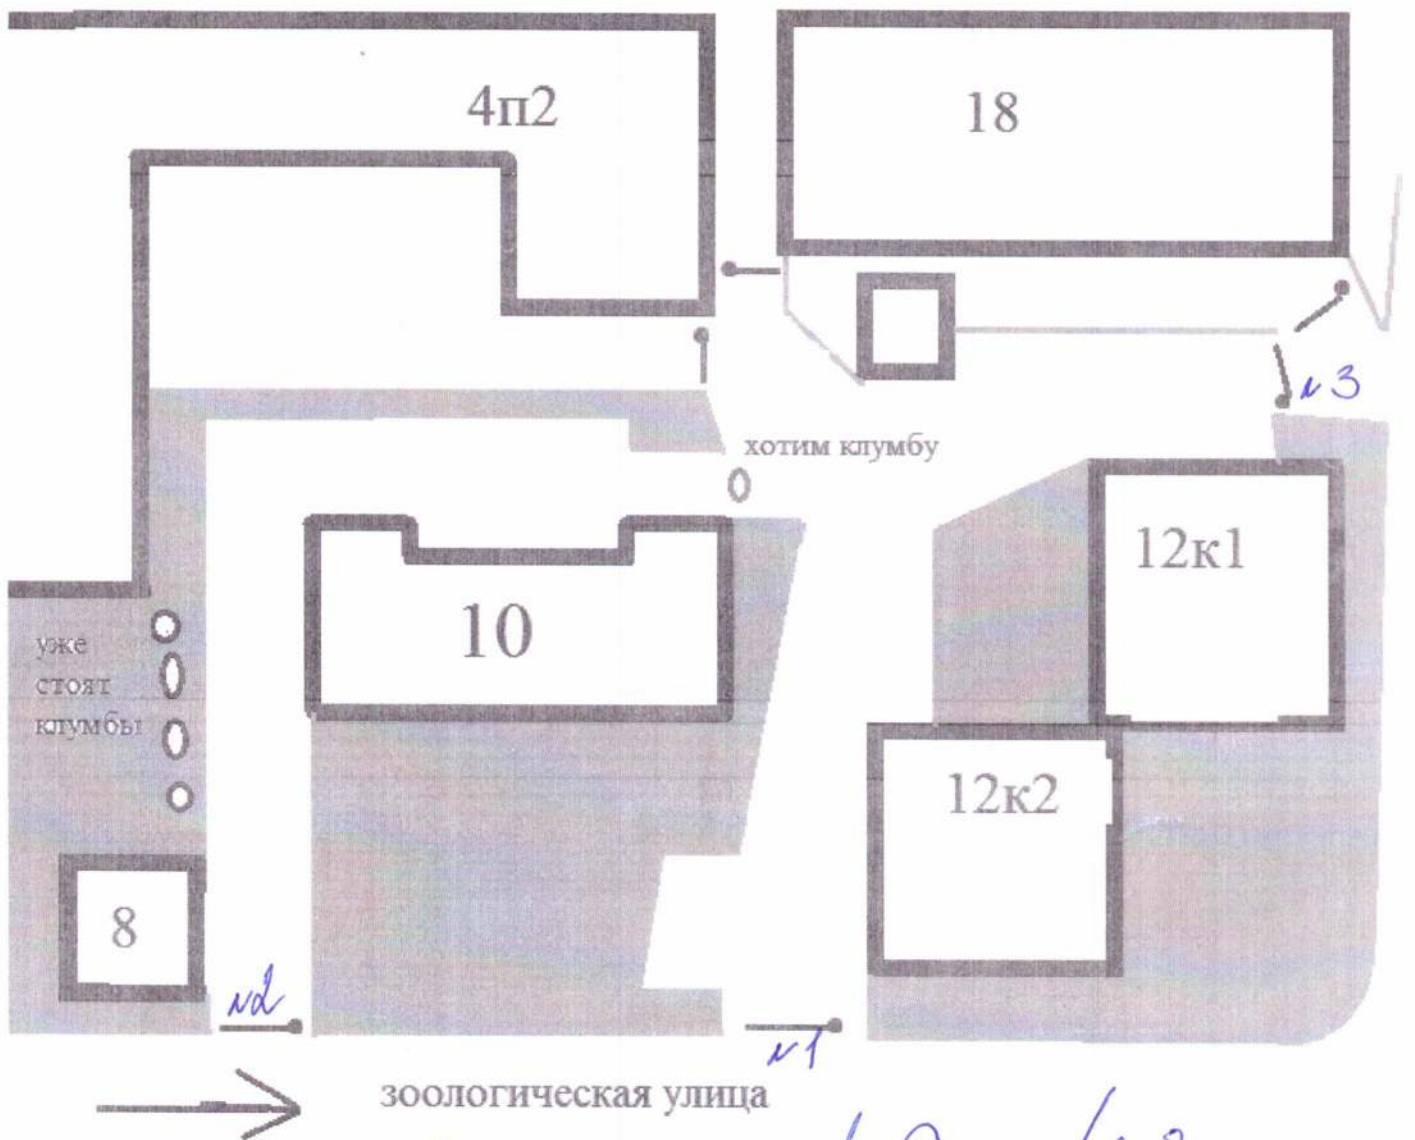 4п2
18
№3
хотим клумбу
12к1
10
уже
стоят
клумбы
12к2
8
№2
№1
зоологическая улица